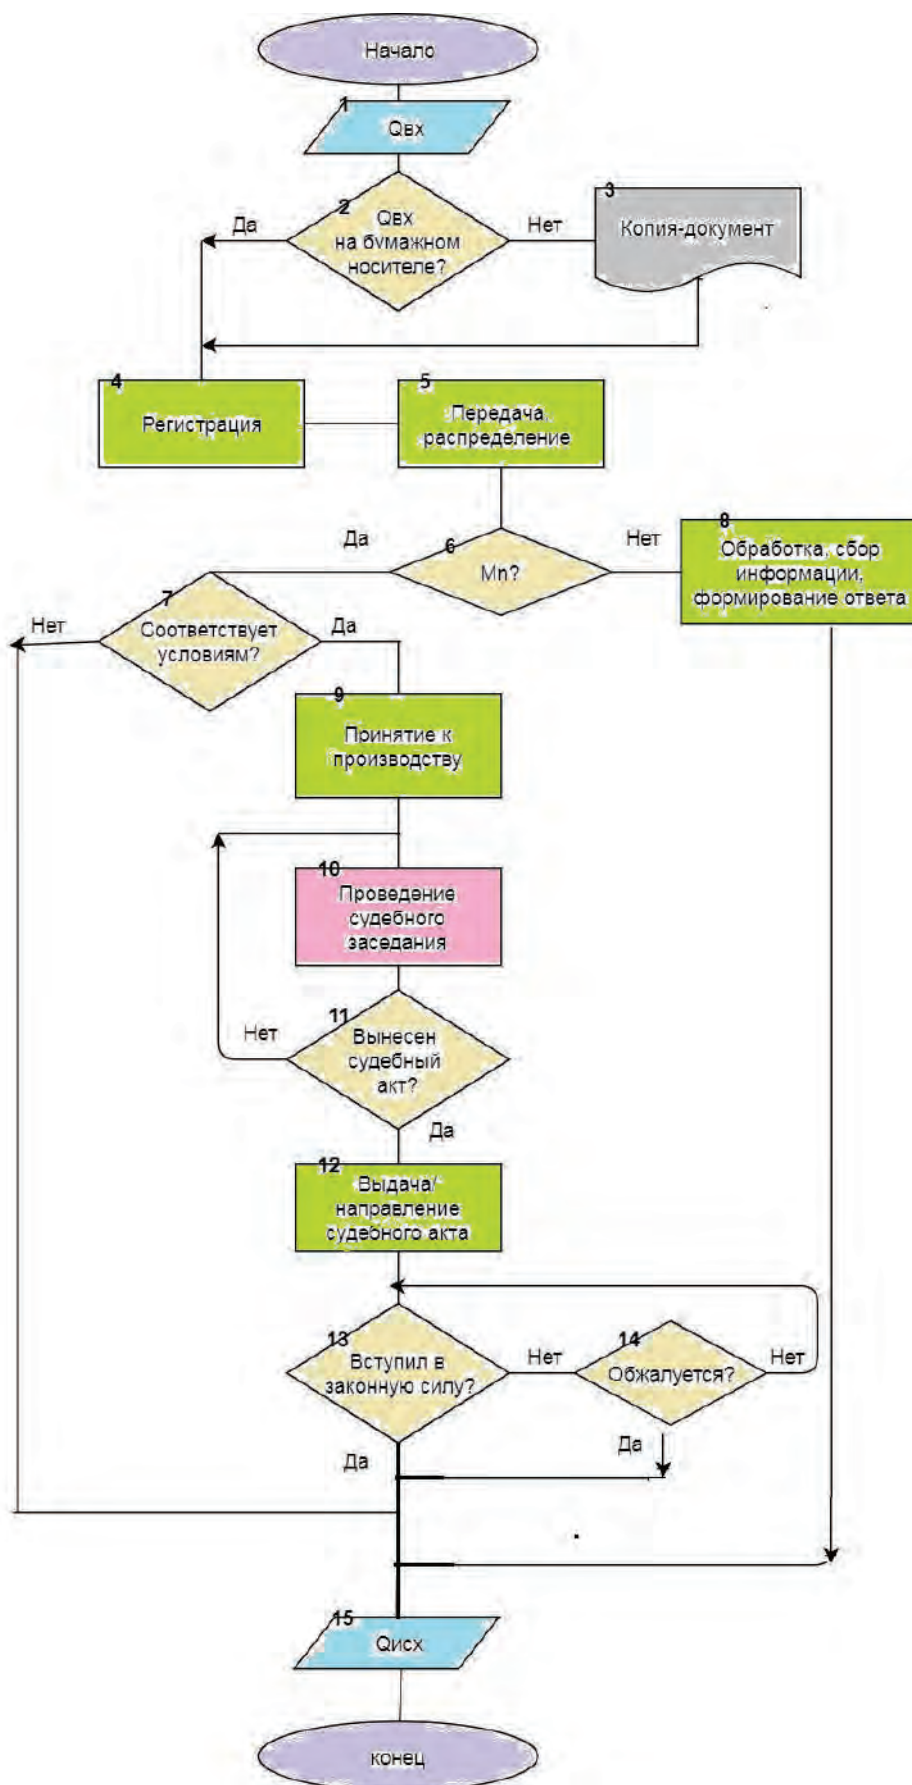 Начало
1
Qвх
2
Qвх
на бумажном
носителе?
Да
Нет
3
Копия-документ
4
Регистрация
5
Передача,
распределение
6
Mn?
Да
Нет
8
Обработка, сбор
информации,
формирование ответа
7
Соответствует
условиям?
Нет
Да
9
Принятие к
производству
10
Проведение
судебного
заседания
11
Вынесен
судебный
акт?
Нет
Да
12
Выдача/
направление
судебного акта
13
Вступил в
законную силу?
Нет
14
Обжалуется?
Нет
Да
Да
15
Qисх
конец